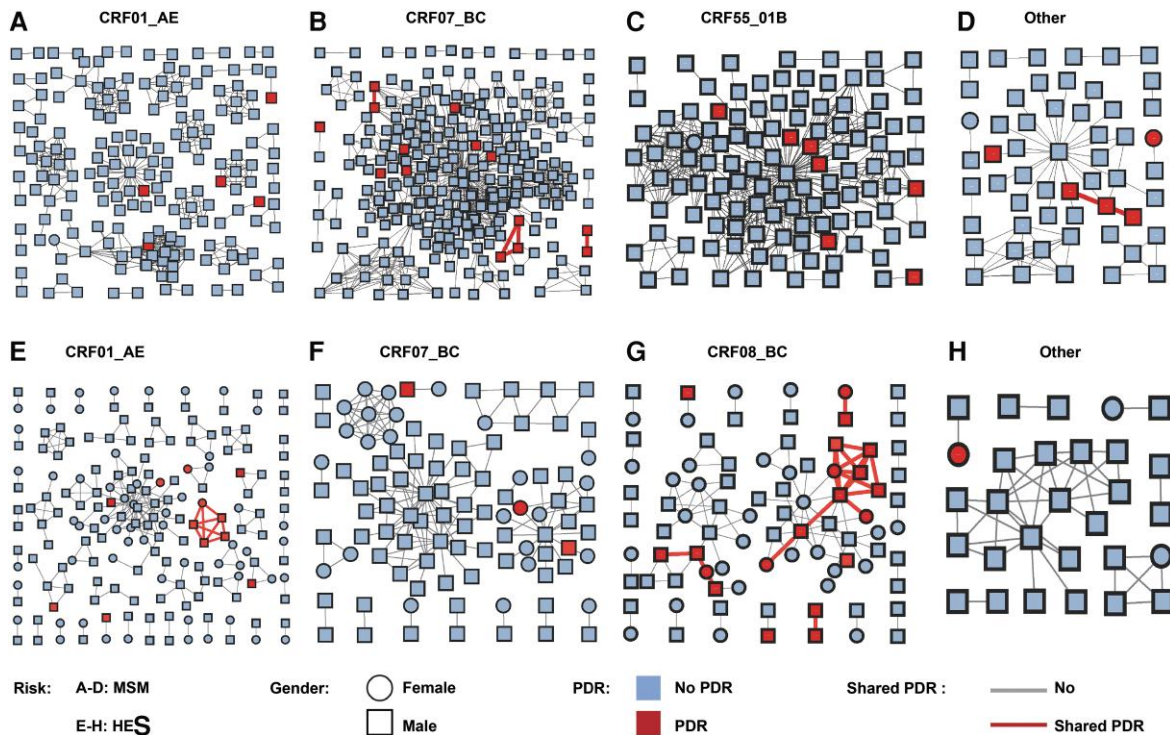 A CRF01_AE B CRF07_BC C CRF55_01B D Other
E CRF01_AE F CRF07_BC G CRF08_BC H Other
Risk: A-D: MSM Gender: Female PDR: No PDR Shared PDR : No
E-H: HES Male PDR Shared PDR